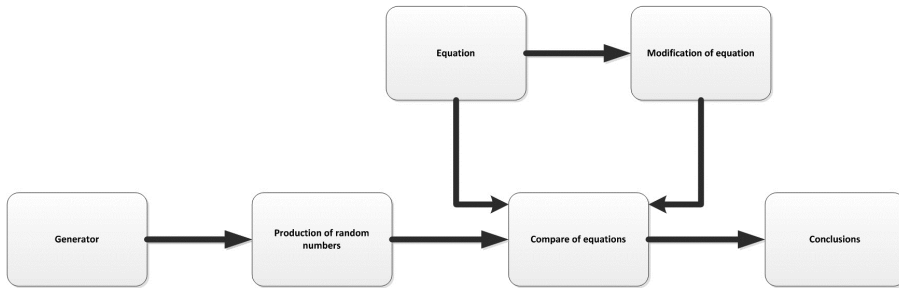 Equation
Modification of equation
Generator
Production of random
numbers
Compare of equations
Conclusions